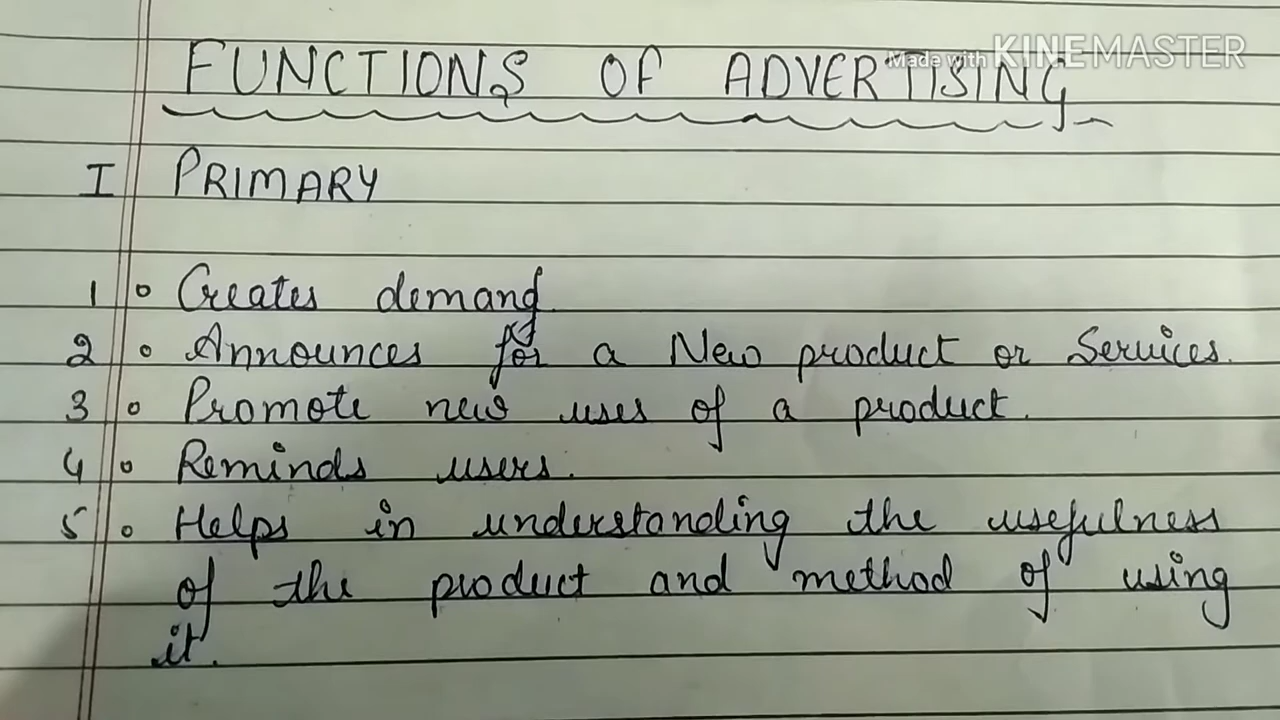 FUNCTIONS OF ADVERTISING
Made with KINEMASTER
I PRIMARY
1 Creates demand
2 Announces for a New product or Services.
3 Promote new uses of a product.
4 Reminds users.
5 Helps in understanding the usefulness
of the product and method of using
it.